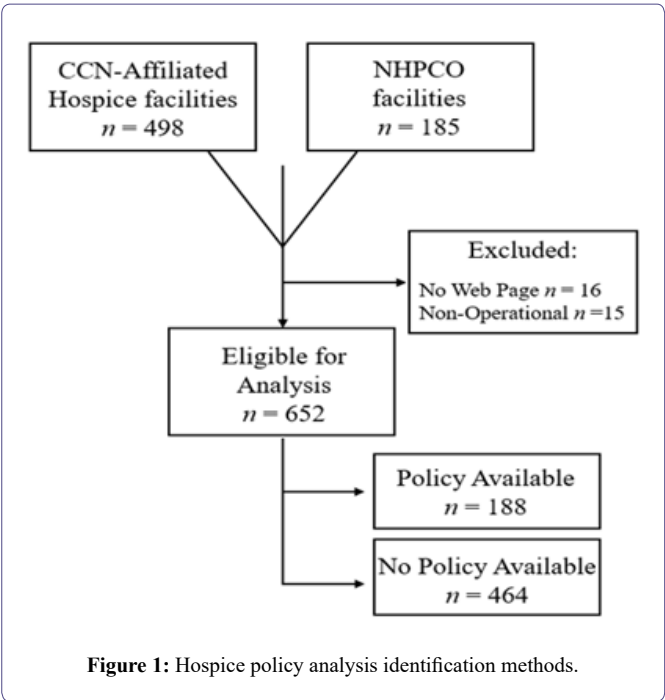 CCN-Affiliated
Hospice facilities
n = 498
NHPCO
facilities
n = 185
Excluded:
No Web Page n = 16
Non-Operational n =15
Eligible for
Analysis
n = 652
Policy Available
n = 188
No Policy Available
n = 464
Figure 1: Hospice policy analysis identification methods.